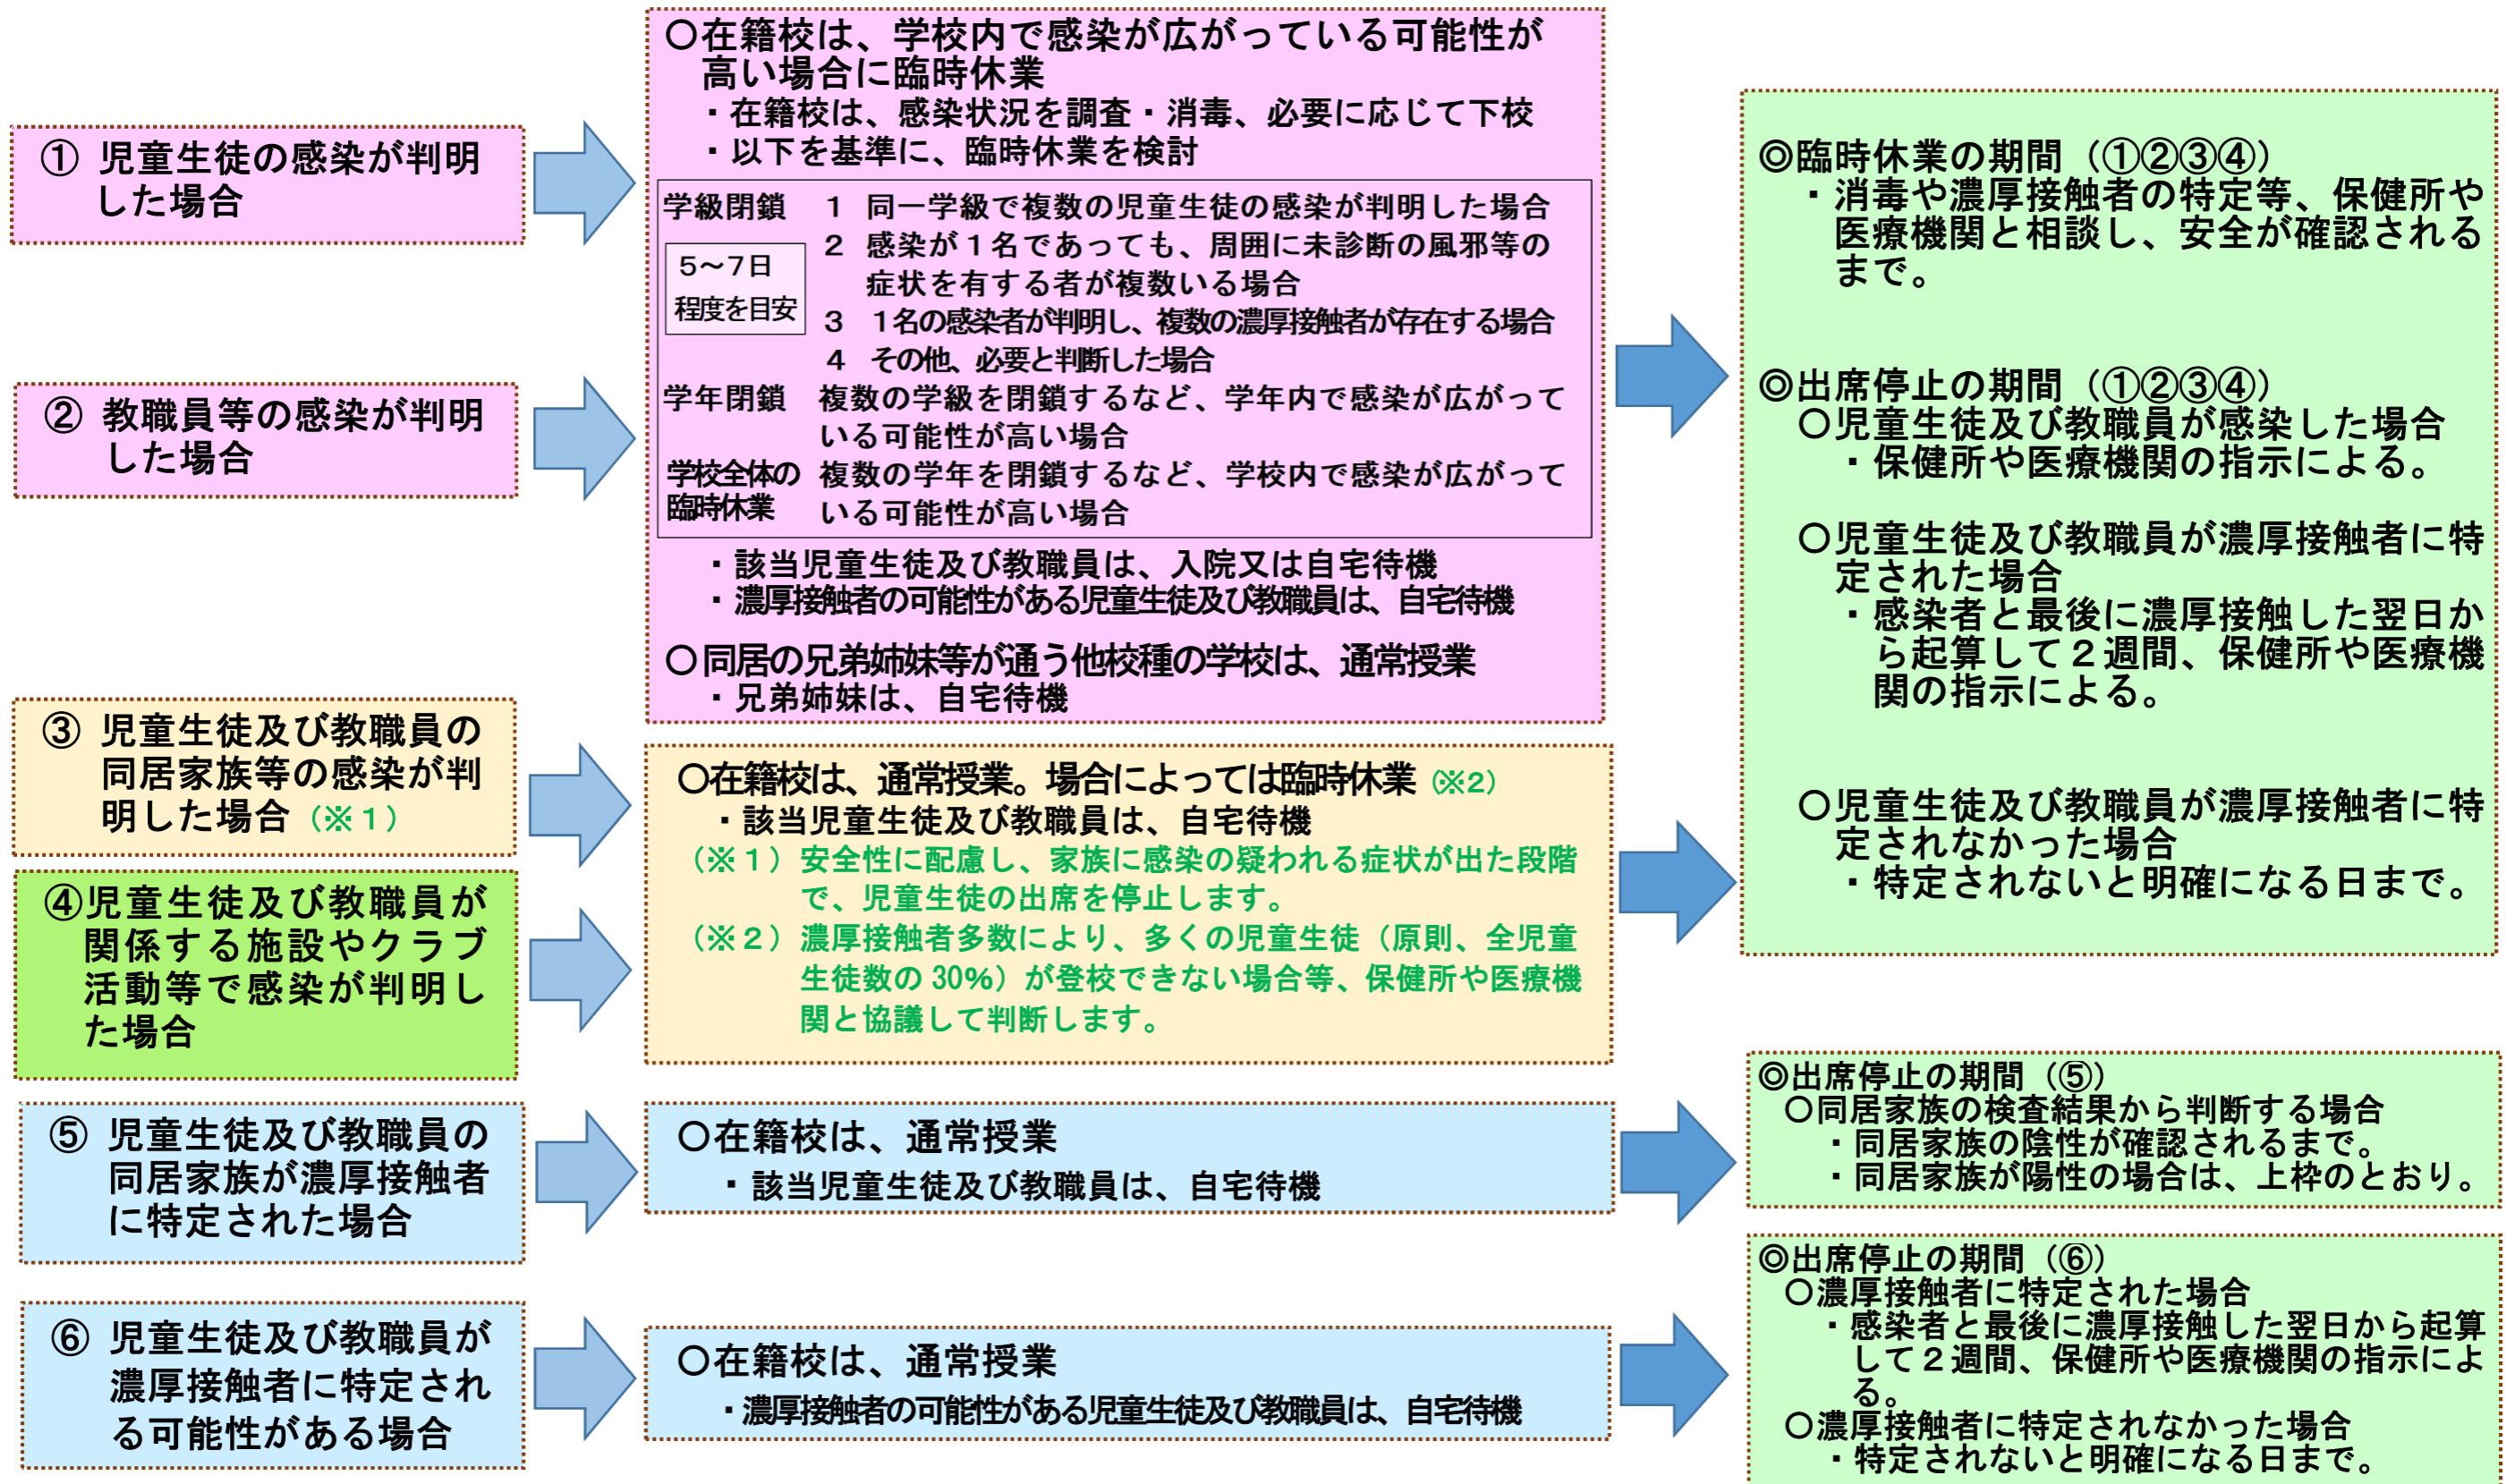 ① 児童生徒の感染が判明
した場合
② 教職員等の感染が判明
した場合
〇在籍校は、学校内で感染が広がっている可能性が
高い場合に臨時休業
・在籍校は、感染状況を調査・消毒、必要に応じて下校
・以下を基準に、臨時休業を検討
学級閉鎖 1 同一学級で複数の児童生徒の感染が判明した場合
2 感染が1名であっても、周囲に未診断の風邪等の
症状を有する者が複数いる場合
5〜7日
程度を目安
3 1名の感染者が判明し、複数の濃厚接触者が存在する場合
4 その他、必要と判断した場合
学年閉鎖 複数の学級を閉鎖するなど、学年内で感染が広がって
いる可能性が高い場合
学校全体の 複数の学年を閉鎖するなど、学校内で感染が広がって
臨時休業 いる可能性が高い場合
・該当児童生徒及び教職員は、入院又は自宅待機
・濃厚接触者の可能性がある児童生徒及び教職員は、自宅待機
〇同居の兄弟姉妹等が通う他校種の学校は、通常授業
・兄弟姉妹は、自宅待機
③ 児童生徒及び教職員の
同居家族等の感染が判
明した場合(※1)
④児童生徒及び教職員が
関係する施設やクラブ
活動等で感染が判明し
た場合
〇在籍校は、通常授業。場合によっては臨時休業(※2)
・該当児童生徒及び教職員は、自宅待機
(※1)安全性に配慮し、家族に感染の疑われる症状が出た段階
で、児童生徒の出席を停止します。
(※2)濃厚接触者多数により、多くの児童生徒(原則、全児童
生徒数の30%)が登校できない場合等、保健所や医療機
関と協議して判断します。
◎臨時休業の期間(①②③④)
・消毒や濃厚接触者の特定等、保健所や
医療機関と相談し、安全が確認される
まで。
◎出席停止の期間(①②③④)
〇児童生徒及び教職員が感染した場合
・保健所や医療機関の指示による。
〇児童生徒及び教職員が濃厚接触者に特
定された場合
・感染者と最後に濃厚接触した翌日か
ら起算して2週間、保健所や医療機
関の指示による。
〇児童生徒及び教職員が濃厚接触者に特
定されなかった場合
・特定されないと明確になる日まで。
⑤ 児童生徒及び教職員の
同居家族が濃厚接触者
に特定された場合
〇在籍校は、通常授業
・該当児童生徒及び教職員は、自宅待機
◎出席停止の期間(⑤)
〇同居家族の検査結果から判断する場合
・同居家族の陰性が確認されるまで。
・同居家族が陽性の場合は、上枠のとおり。
⑥ 児童生徒及び教職員が
濃厚接触者に特定され
る可能性がある場合
〇在籍校は、通常授業
・濃厚接触者の可能性がある児童生徒及び教職員は、自宅待機
◎出席停止の期間(⑥)
〇濃厚接触者に特定された場合
・感染者と最後に濃厚接触した翌日から起算
して2週間、保健所や医療機関の指示によ
る。
〇濃厚接触者に特定されなかった場合
・特定されないと明確になる日まで。